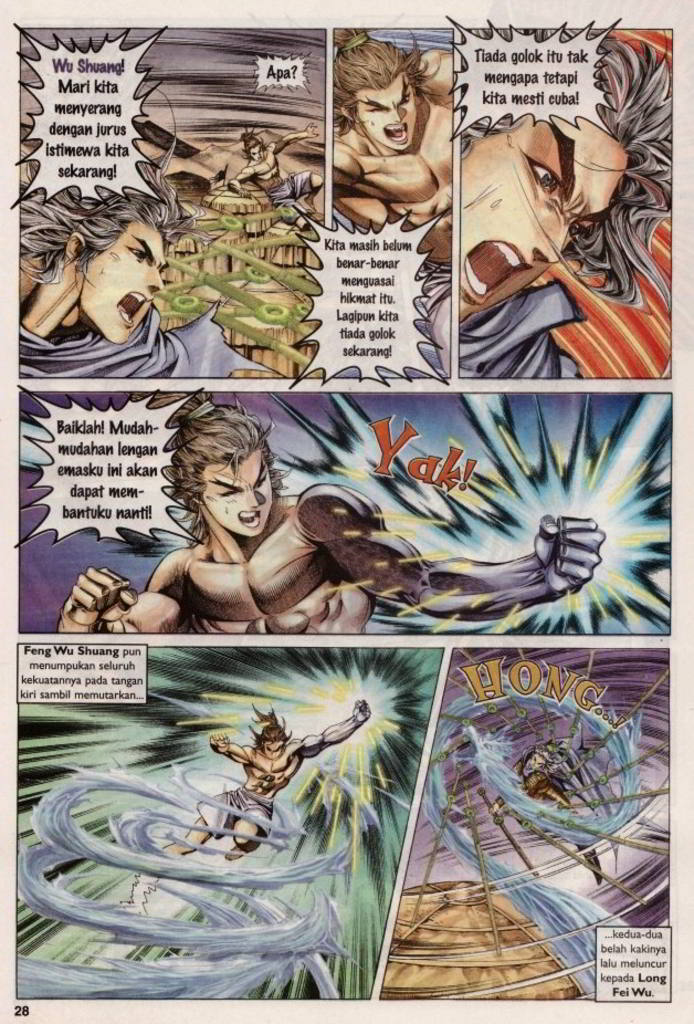 Wu Shuang!
Mari kita
menyerang
dengan jurus
istimewa kita
sekarang!
Apa?
Kita masih belum
benar-benar
menguasai
hikmat itu.
Lagipun kita
tiada golok
sekarang!
Tiada golok itu tak
mengapa tetapi
kita mesti cuba!
Baiklah! Mudah-
mudahan lengan
emasku ini akan
dapat mem-
bantuku nanti!
Yak!
Feng Wu Shuang pun
menumpukan seluruh
kekuatannya pada tangan
kiri sambil memutarkan...
HONG...!
...kedua-dua
belah kakinya
lalu meluncur
kepada Long
Fei Wu.
28